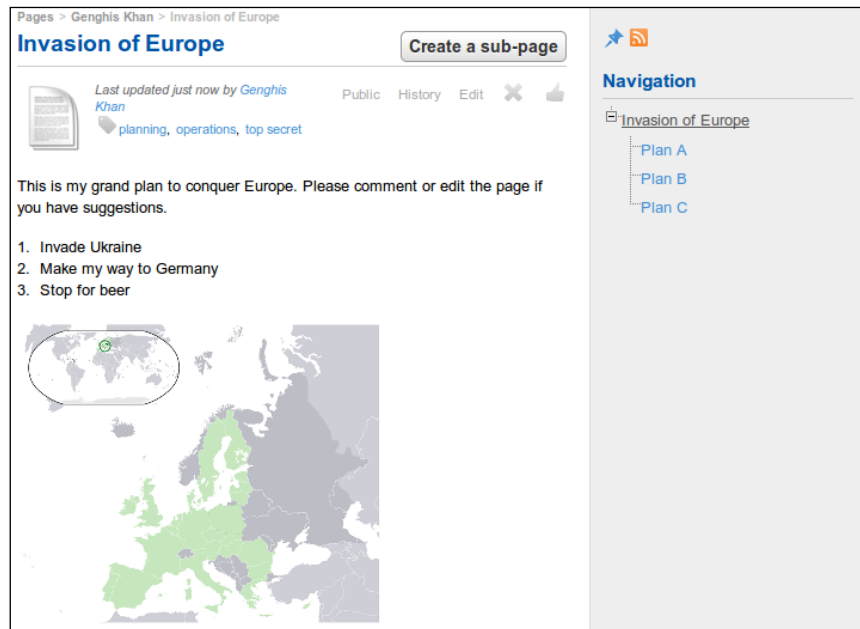 Pages > Genghis Khan > Invasion of Europe
Invasion of Europe
Create a sub-page
Last updated just now by Genghis
Khan
Public History Edit
planning, operations, top secret
This is my grand plan to conquer Europe. Please comment or edit the page if
you have suggestions.
1. Invade Ukraine
2. Make my way to Germany
3. Stop for beer
Navigation
Invasion of Europe
Plan A
Plan B
Plan C